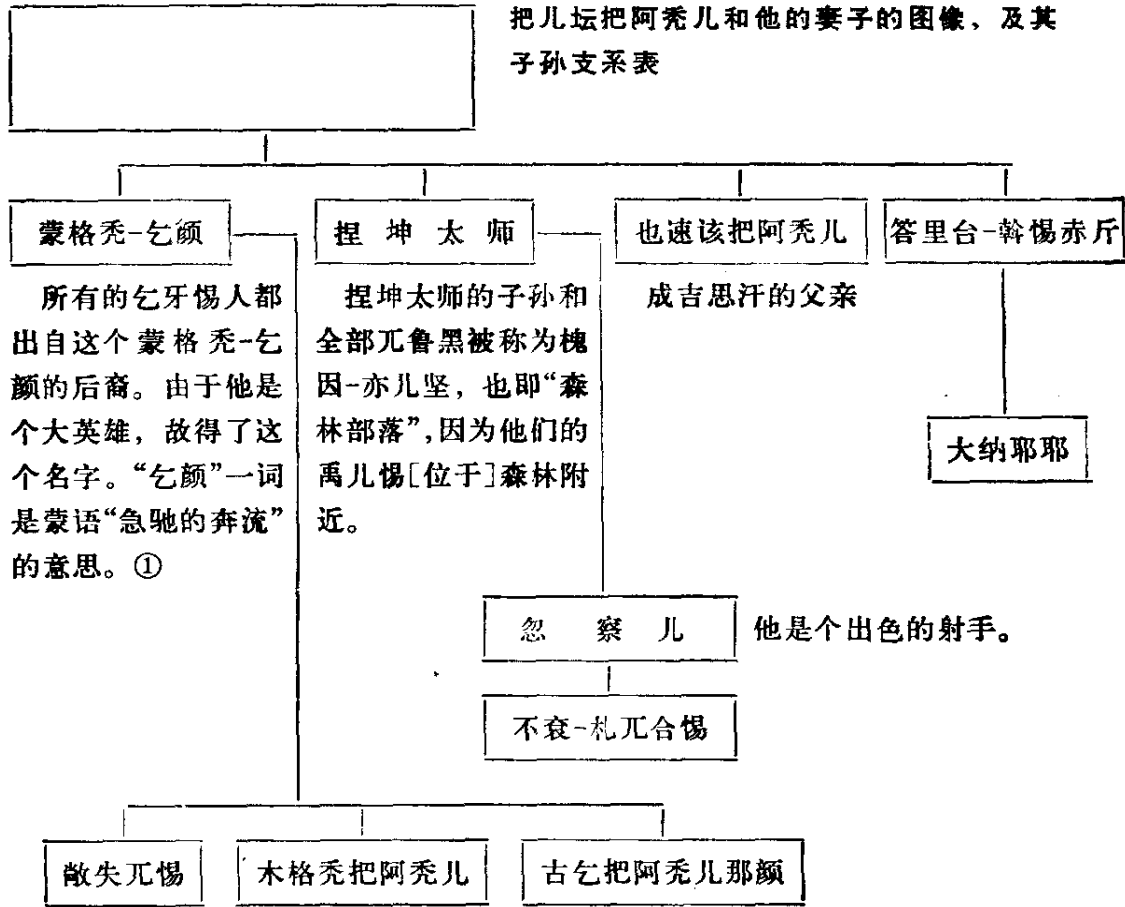 把儿坛把阿秃儿和他的妻子的图像、及其
子孙支系表
蒙格秃-乞颜
捏坤太师
也速该把阿秃儿
答里台-斡惕赤斤
所有的乞牙惕人都
出自这个蒙格秃-乞
颜的后裔。由于他是
个大英雄，故得了这
个名字。“乞颜”一词
是蒙语“急驰的奔流”
的意思。①
捏坤太师的子孙和
全部兀鲁黑被称为槐
因-亦儿坚，也即“森
林部落”，因为他们的
禹儿惕[位于]森林附
近。
成吉思汗的父亲
大纳耶耶
忽察儿
他是个出色的射手。
不衮-札兀合惕
敞失兀惕
木格秃把阿秃儿
古乞把阿秃儿那颜